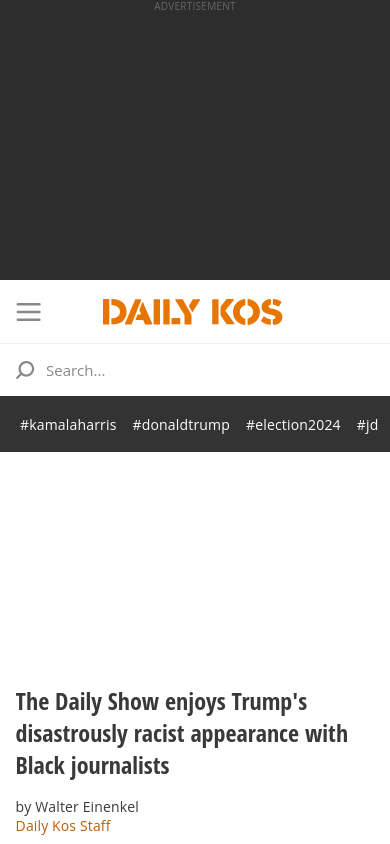 ADVERTISEMENT
DAILY KOS
Search...
#kamalaharris #donaldtrump #election2024 #jd
The Daily Show enjoys Trump's
disastrously racist appearance with
Black journalists
by Walter Einenkel
Daily Kos Staff